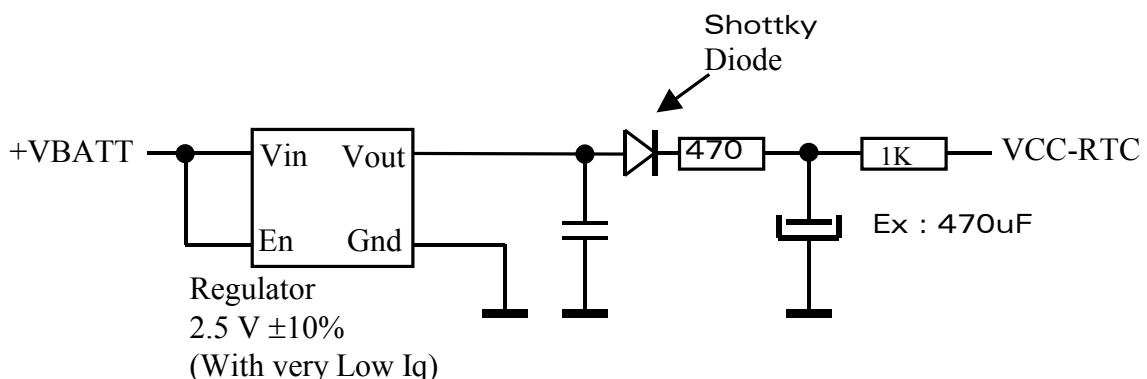 Shottky
Diode
+VBATT
Vin
Vout
470
1K
VCC-RTC
En
Gnd
Ex : 470uF
Regulator
2.5 V ±10%
(With very Low Iq)